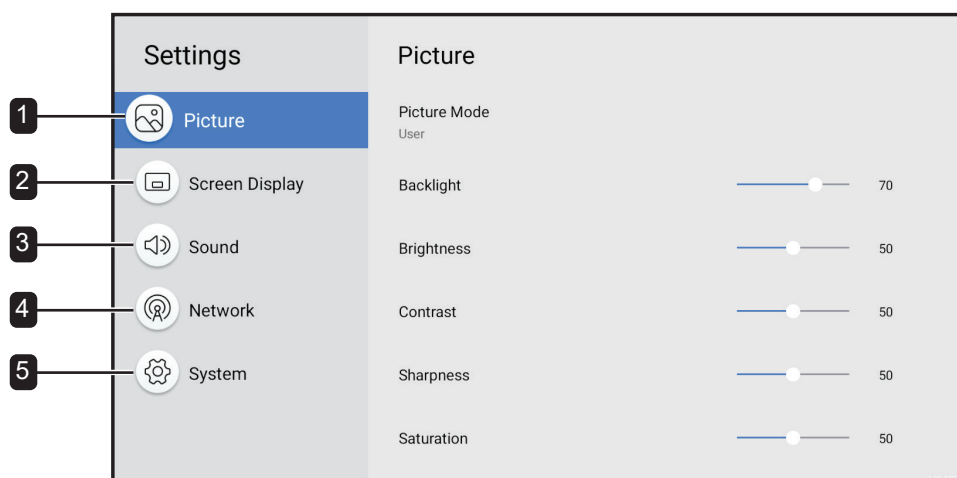 Settings
Picture
1 Picture
2 Screen Display
3 Sound
4 Network
5 System
Picture Mode
User
Backlight 70
Brightness 50
Contrast 50
Sharpness 50
Saturation 50